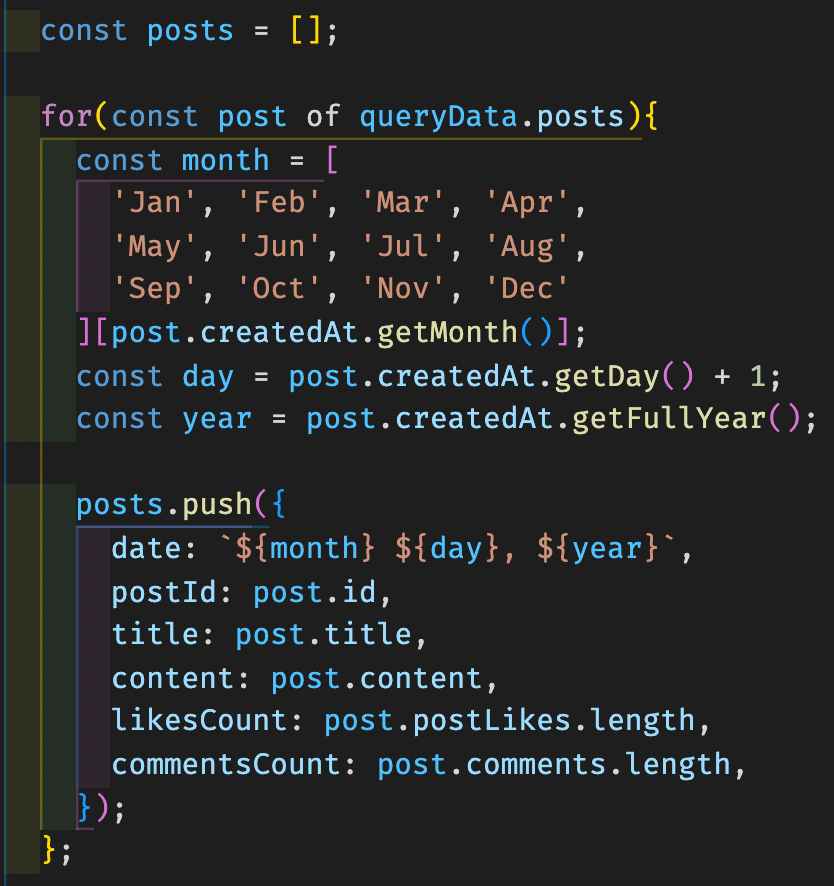 const posts = [];
for(const post of queryData.posts){
const month = [
'Jan', 'Feb', 'Mar', 'Apr',
'May', 'Jun', 'Jul', 'Aug',
'Sep', 'Oct', 'Nov', 'Dec'
][post.createdAt.getMonth()];
const day = post.createdAt.getDay() + 1;
const year = post.createdAt.getFullYear();
posts.push({
date: `${month} ${day}, ${year}`,
postId: post.id,
title: post.title,
content: post.content,
likesCount: post.postLikes.length,
commentsCount: post.comments.length,
});
};